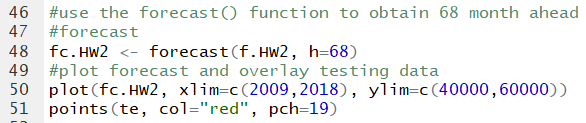 46 #use the forecast() function to obtain 68 month ahead
47 #forecast
48 fc.HW2 <- forecast(f.HW2, h=68)
49 #plot forecast and overlay testing data
50 plot(fc.HW2, xlim=c(2009,2018), ylim=c(40000,60000))
51 points(te, col="red", pch=19)